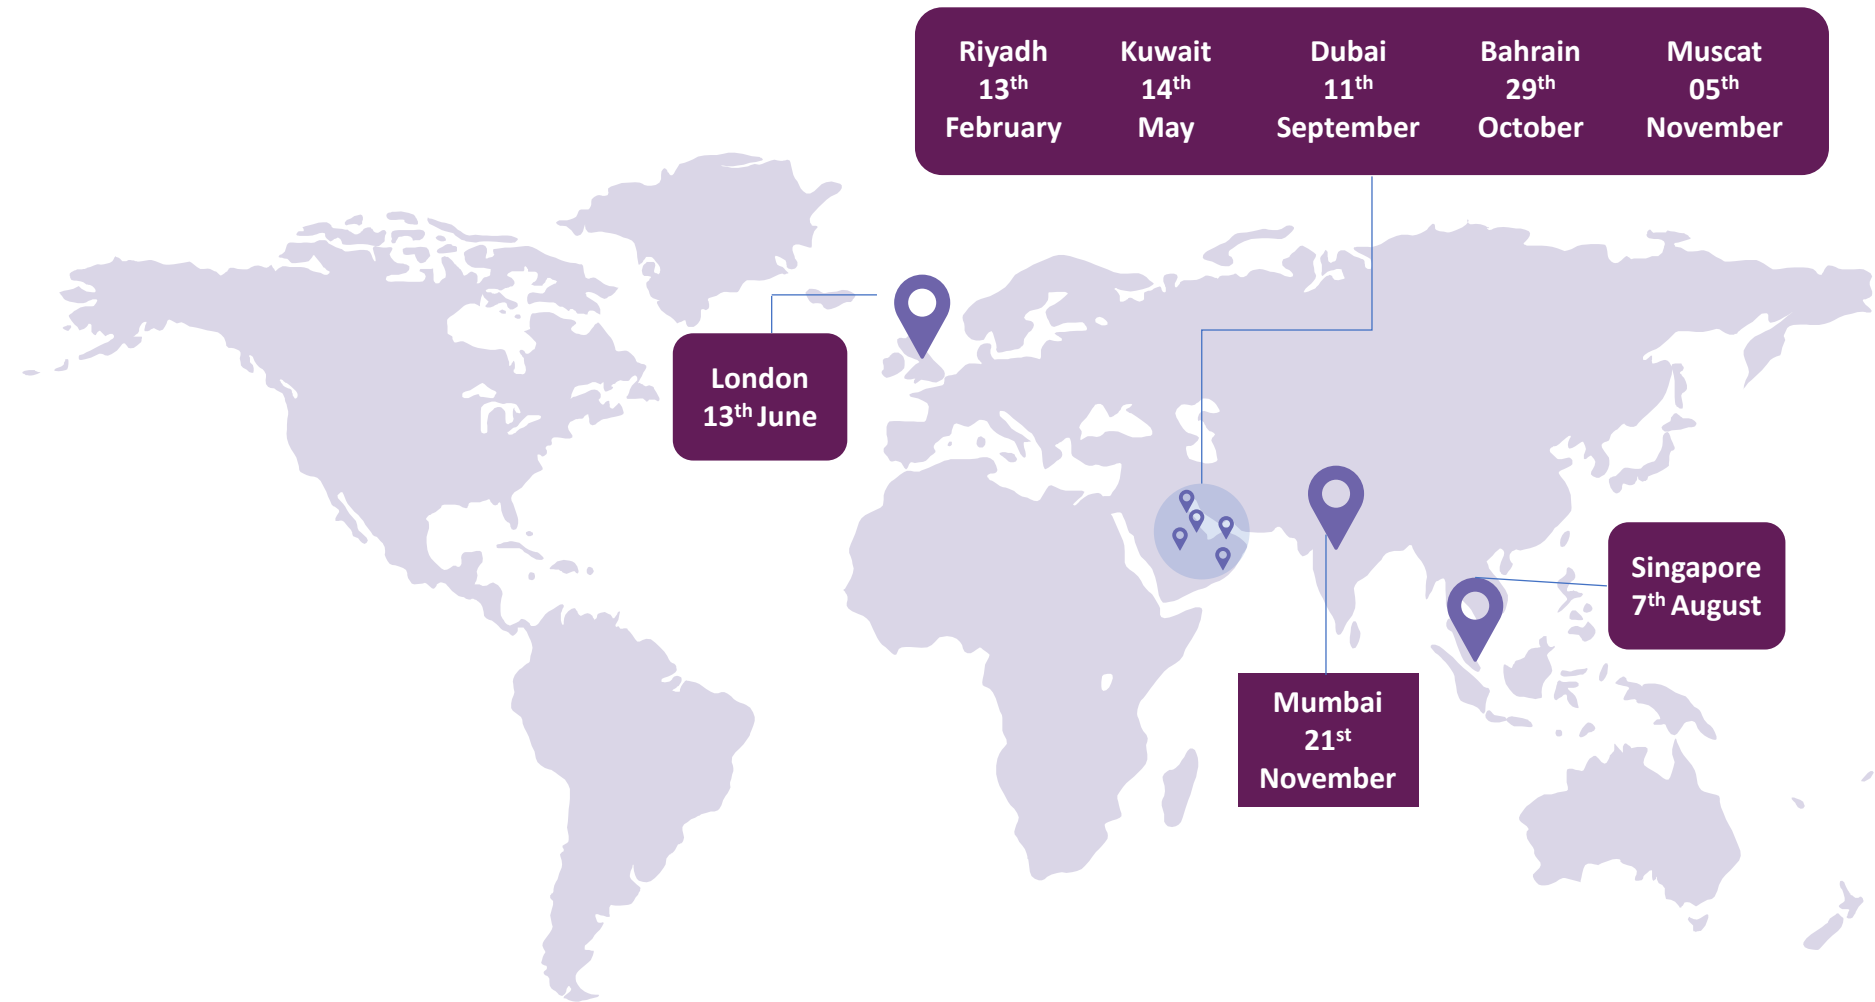 Riyadh
13th
February
Kuwait
14th
May
Dubai
11th
September
Bahrain
29th
October
Muscat
05th
November
London
13th June
Singapore
7th August
Mumbai
21st
November